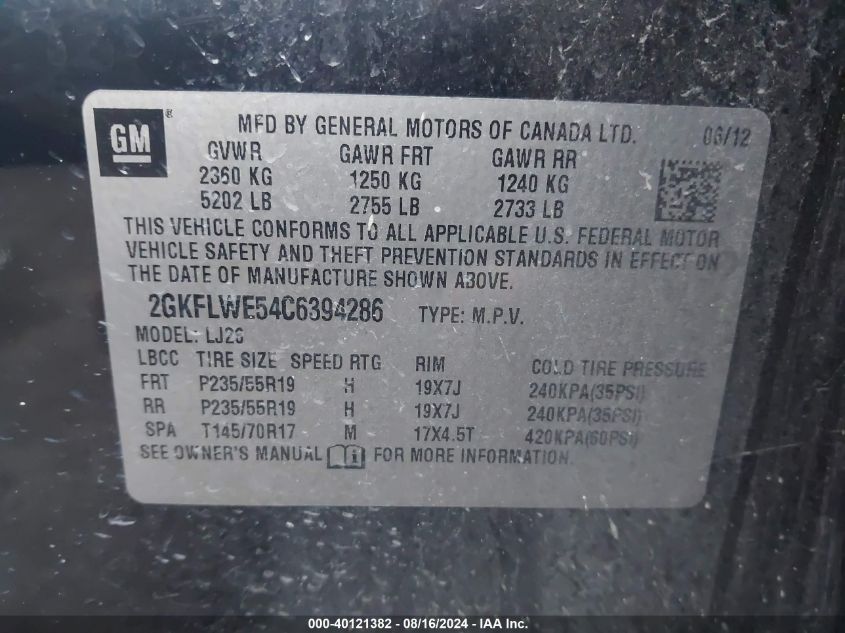 GM ®
MFD BY GENERAL MOTORS OF CANADA LTD. 06/12
GVWR GAWR FRT GAWR RR
2360 KG 1250 KG 1240 KG
5202 LB 2755 LB 2733 LB
THIS VEHICLE CONFORMS TO ALL APPLICABLE U.S. FEDERAL MOTOR
VEHICLE SAFETY AND THEFT PREVENTION STANDARDS IN EFFECT ON
THE DATE OF MANUFACTURE SHOWN ABOVE.
2GKFLWE54C6394286 TYPE: M.P.V.
MODEL: LJ26
LBCC TIRE SIZE SPEED RTG RIM COLD TIRE PRESSURE
FRT P235/55R19 H 19X7J 240KPA(35PSI)
RR P235/55R19 H 19X7J 240KPA(35PSI)
SPA T145/70R17 M 17X4.5T 420KPA(60PSI)
SEE OWNER'S MANUAL i FOR MORE INFORMATION.
000-40121382 - 08/16/2024 - IAA Inc.